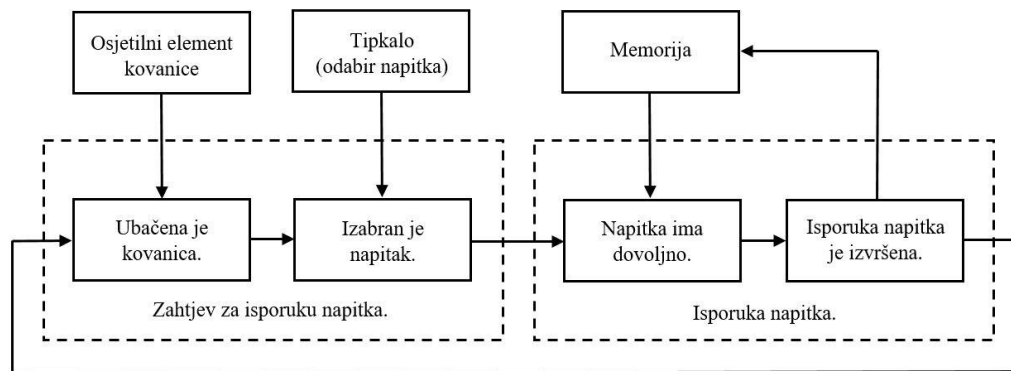 Osjetilni element
kovanice
Tipkalo
(odabir napitka)
Memorija
Ubačena je
kovanica.
Izabran je
napitak.
Napitka ima
dovoljno.
Isporuka napitka
je izvršena.
Zahtjev za isporuku napitka.
Isporuka napitka.